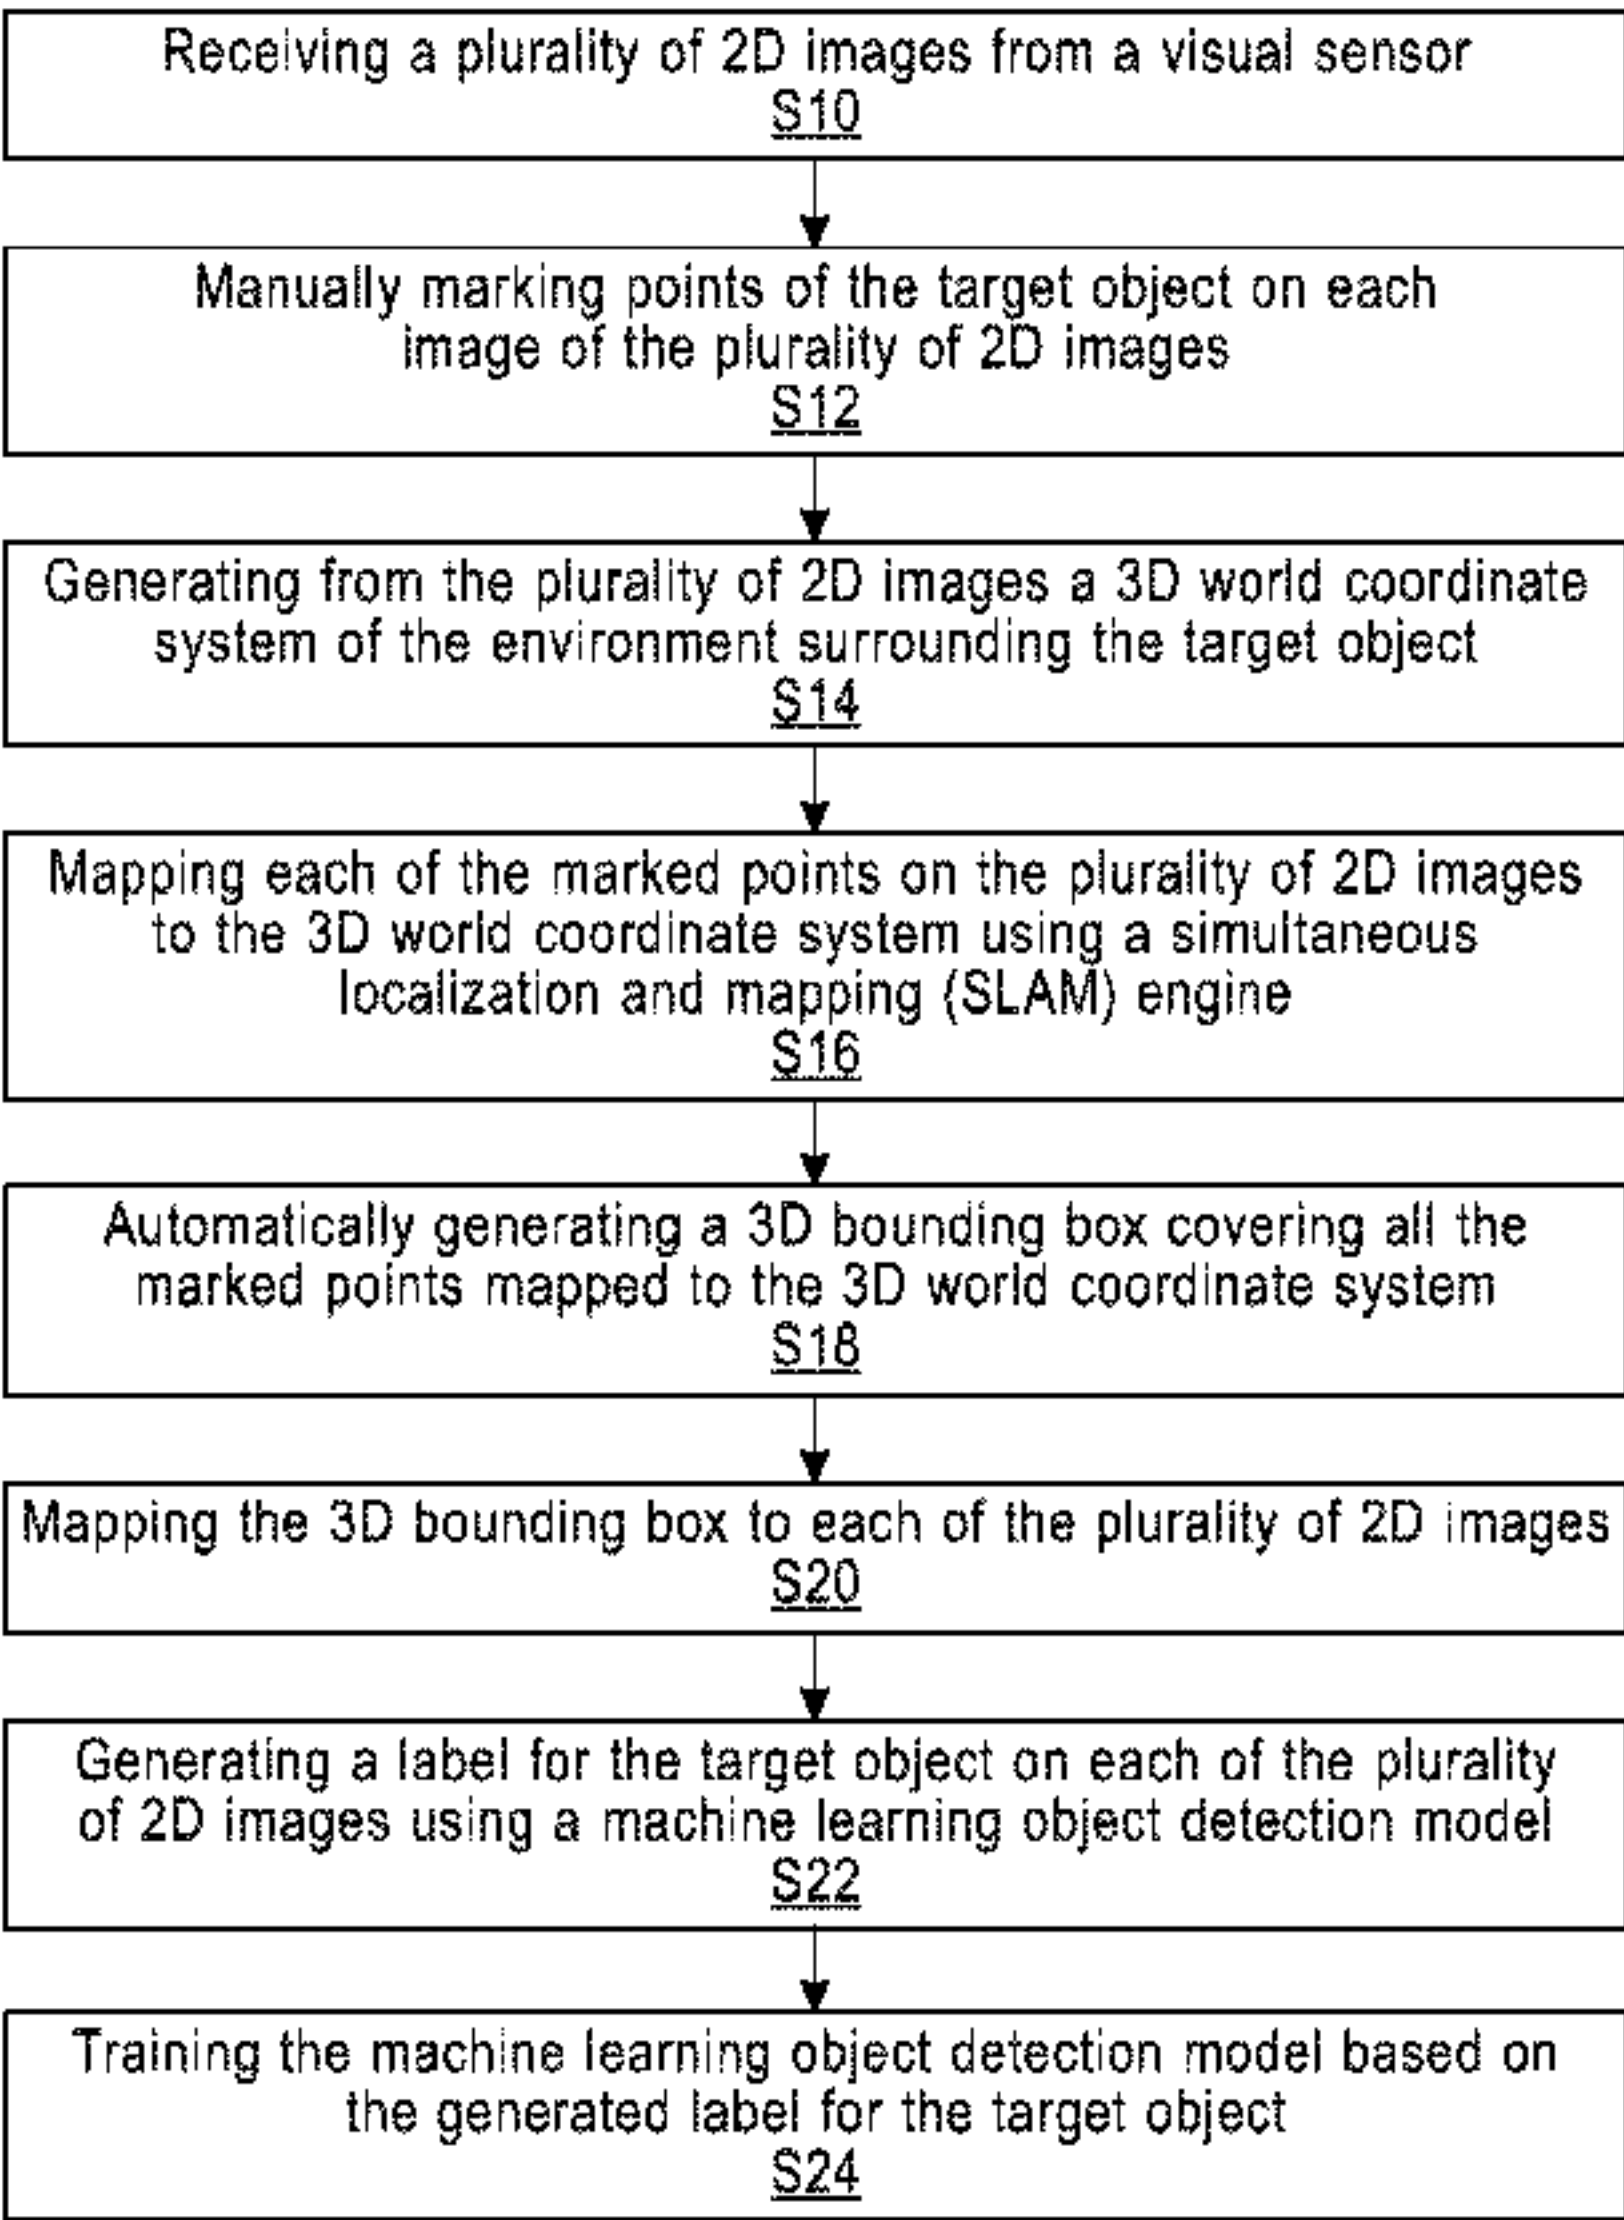 Receiving a plurality of 2D images from a visual sensor
S10
Manually marking points of the target object on each
image of the plurality of 2D images
S12
Generating from the plurality of 2D images a 3D world coordinate
system of the environment surrounding the target object
S14
Mapping each of the marked points on the plurality of 2D images
to the 3D world coordinate system using a simultaneous
localization and mapping (SLAM) engine
S16
Automatically generating a 3D bounding box covering all the
marked points mapped to the 3D world coordinate system
S18
Mapping the 3D bounding box to each of the plurality of 2D images
S20
Generating a label for the target object on each of the plurality
of 2D images using a machine learning object detection model
S22
Training the machine learning object detection model based on
the generated label for the target object
S24